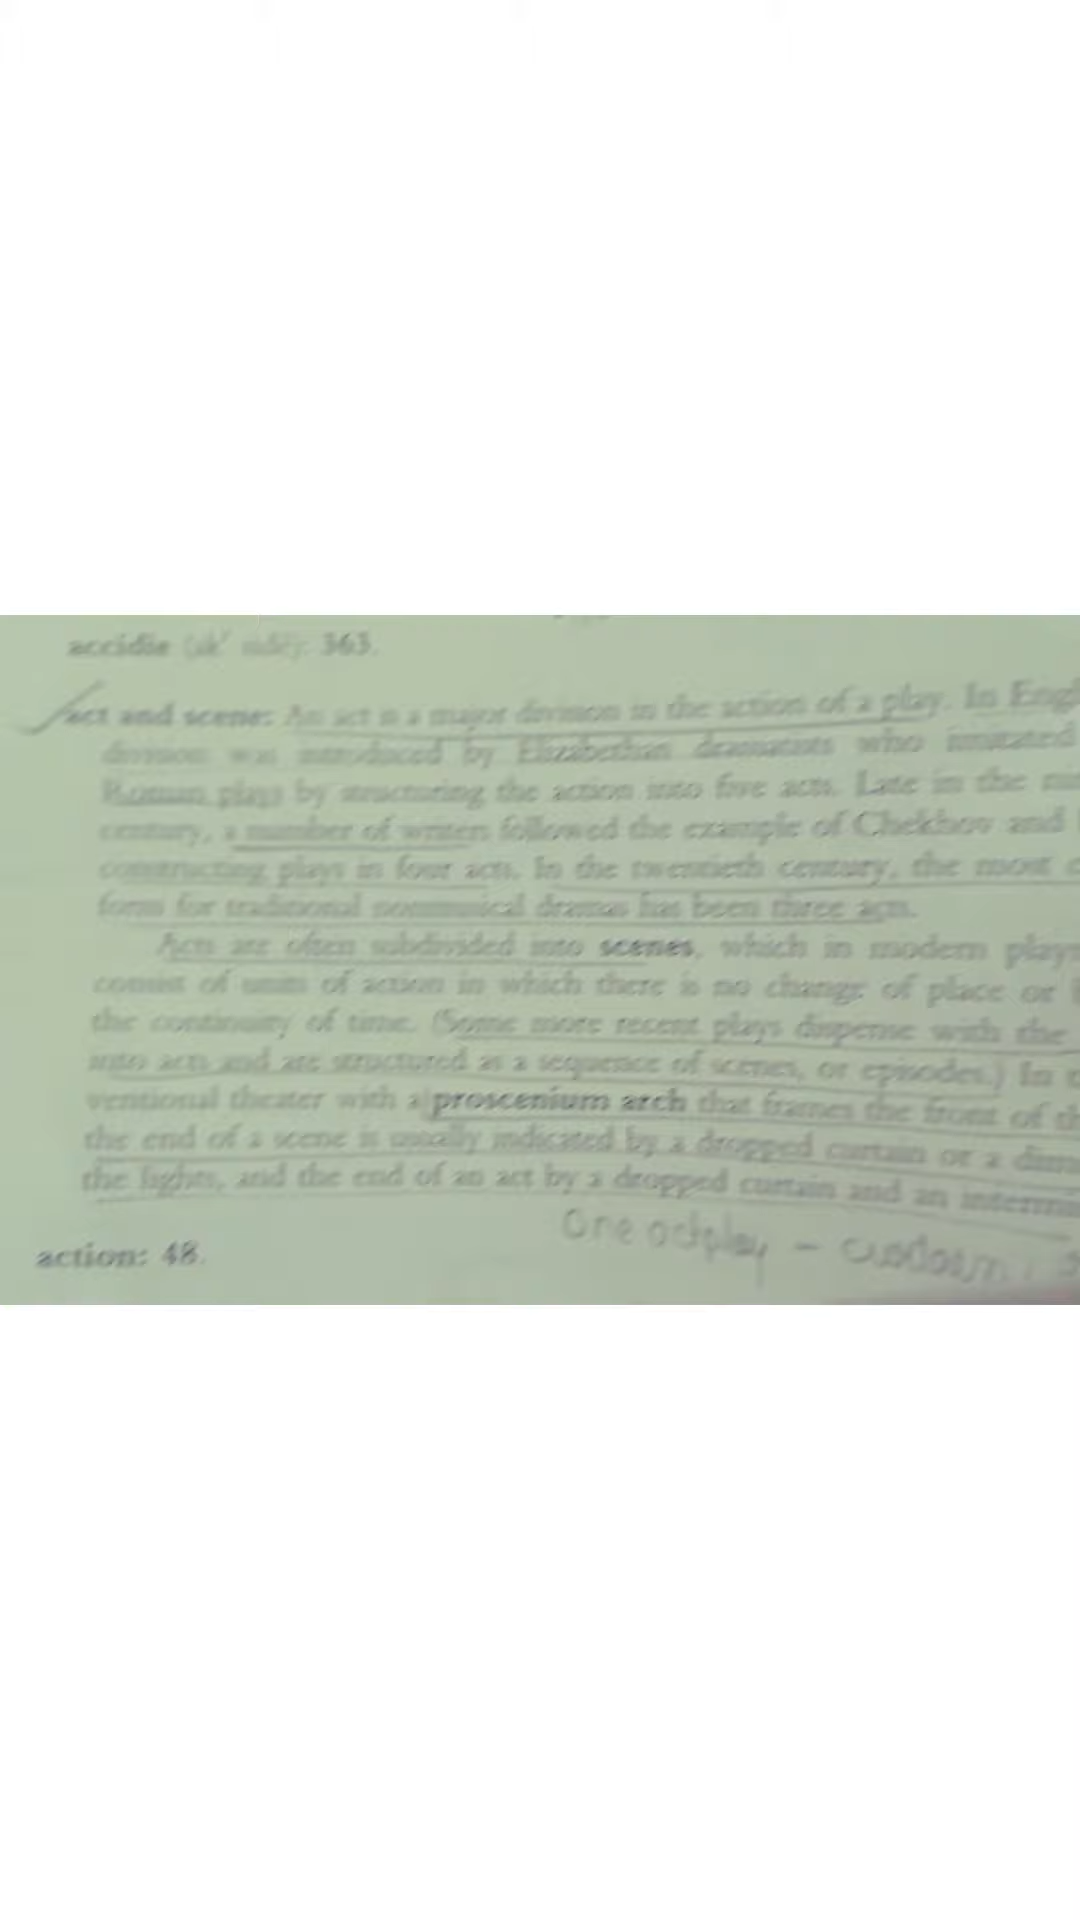 accidie (ak' sidē): 363.
act and scene: An act is a major division in the action of a play. In Engl
division was introduced by Elizabethan dramatists who imitated
Roman plays by structuring the action into five acts. Late in the
century, a number of writers followed the example of Chekhov and
constructing plays in four acts. In the twentieth century, the most
form for traditional nonmusical dramas has been three acts.
Acts are often subdivided into scenes, which in modern plays
consist of units of action in which there is no change of place or
the continuity of time. (Some more recent plays dispense with the
into acts and are structured as a sequence of scenes, or episodes.) In
ventional theater with a proscenium arch that frames the front of th
the end of a scene is usually indicated by a dropped curtain or a dim
the lights, and the end of an act by a dropped curtain and an intermi
One actplay -
action: 48.